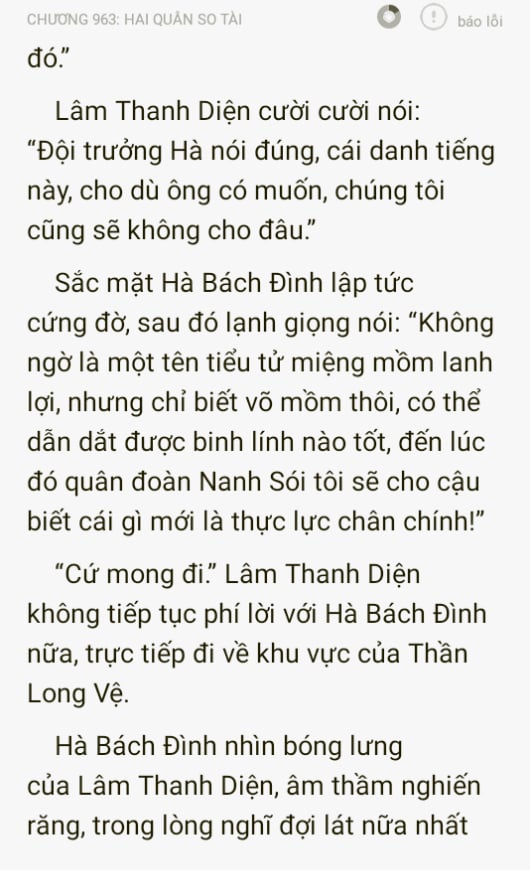 CHƯƠNG 963: HAI QUÂN SO TÀI
báo lỗi
đó.”
Lâm Thanh Diện cười cười nói:
“Đội trưởng Hà nói đúng, cái danh tiếng
này, cho dù ông có muốn, chúng tôi
cũng sẽ không cho đâu.”
Sắc mặt Hà Bách Đình lập tức
cứng đờ, sau đó lạnh giọng nói: “Không
ngờ là một tên tiểu tử miệng mồm lanh
lợi, nhưng chỉ biết võ mồm thôi, có thể
dẫn dắt được binh lính nào tốt, đến lúc
đó quân đoàn Nanh Sói tôi sẽ cho cậu
biết cái gì mới là thực lực chân chính!”
“Cứ mong đi.” Lâm Thanh Diện
không tiếp tục phí lời với Hà Bách Đình
nữa, trực tiếp đi về khu vực của Thần
Long Vệ.
Hà Bách Đình nhìn bóng lưng
của Lâm Thanh Diện, âm thầm nghiến
răng, trong lòng nghĩ đợi lát nữa nhất